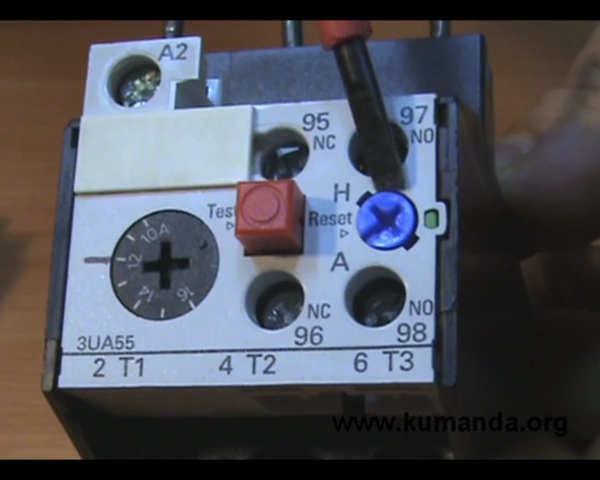 A2
95 97
NC NO
H
Test Reset
A
10A
12
14
16
NC NO
96 98
3UA55
2 T1 4 T2 6 T3
www.kumanda.org